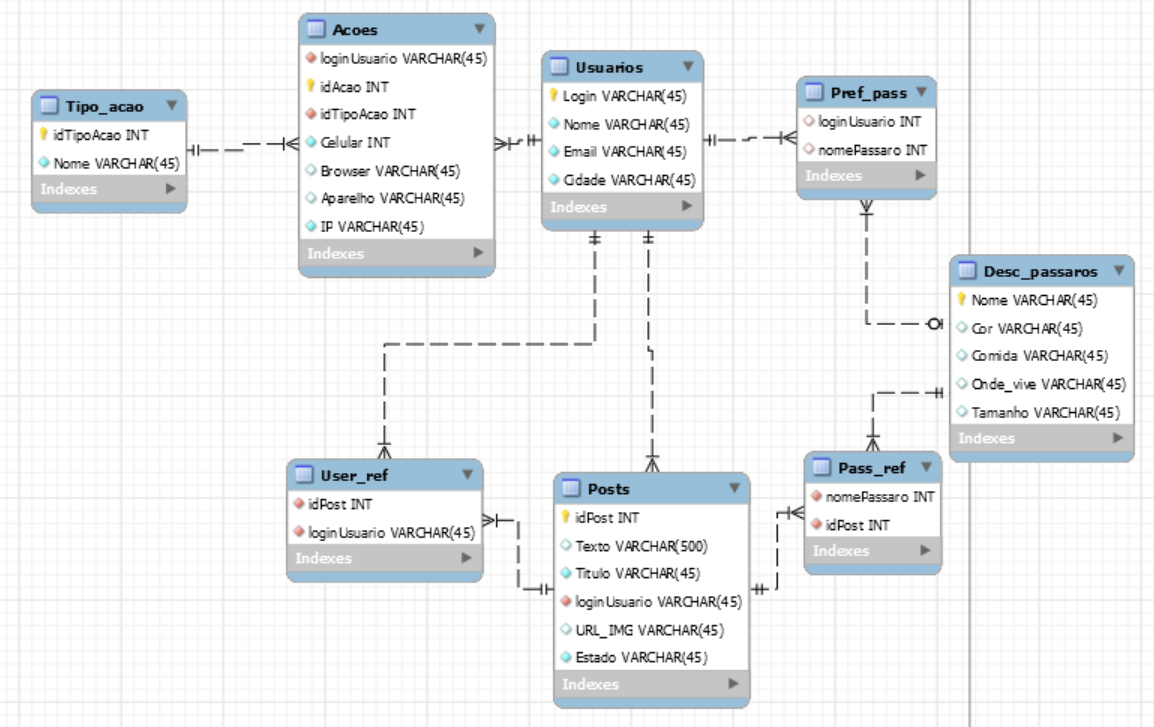 Acoes
loginUsuario VARCHAR(45)
idAcao INT
idTipoAcao INT
Celular INT
Browser VARCHAR(45)
Aparelho VARCHAR(45)
IP VARCHAR(45)
Indexes
Usuarios
Login VARCHAR(45)
Nome VARCHAR(45)
Email VARCHAR(45)
Cidade VARCHAR(45)
Indexes
Pref_pass
loginUsuario INT
nomePassaro INT
Indexes
Tipo_acao
idTipoAcao INT
Nome VARCHAR(45)
Indexes
Desc_passaros
Nome VARCHAR(45)
Cor VARCHAR(45)
Comida VARCHAR(45)
Onde_vive VARCHAR(45)
Tamanho VARCHAR(45)
Indexes
User_ref
idPost INT
loginUsuario VARCHAR(45)
Indexes
Posts
idPost INT
Texto VARCHAR(500)
Titulo VARCHAR(45)
loginUsuario VARCHAR(45)
URL_IMG VARCHAR(45)
Estado VARCHAR(45)
Indexes
Pass_ref
nomePassaro INT
idPost INT
Indexes